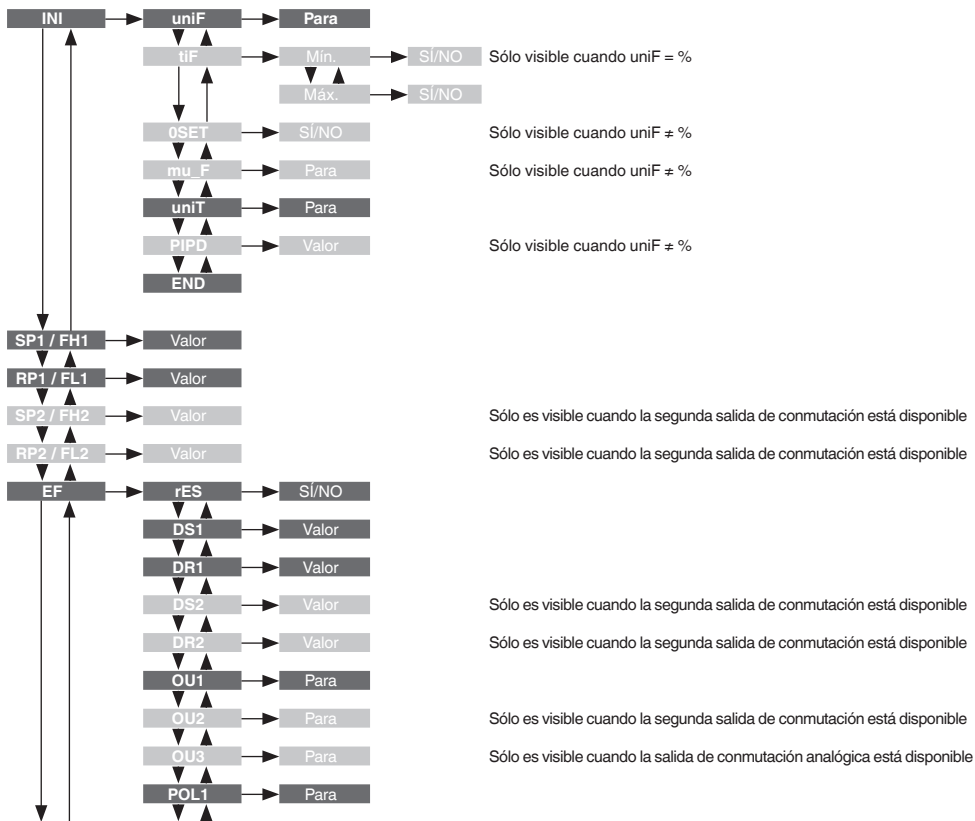 INI uniF Para
tiF Mín. SÍ/NO Sólo visible cuando uniF = %
Máx. SÍ/NO
0SET SÍ/NO Sólo visible cuando uniF ≠ %
mu_F Para Sólo visible cuando uniF ≠ %
uniT Para
PIPD Valor Sólo visible cuando uniF ≠ %
END
SP1 / FH1 Valor
RP1 / FL1 Valor
SP2 / FH2 Valor Sólo es visible cuando la segunda salida de conmutación está disponible
RP2 / FL2 Valor Sólo es visible cuando la segunda salida de conmutación está disponible
EF rES SÍ/NO
DS1 Valor
DR1 Valor
DS2 Valor Sólo es visible cuando la segunda salida de conmutación está disponible
DR2 Valor Sólo es visible cuando la segunda salida de conmutación está disponible
OU1 Para
OU2 Para Sólo es visible cuando la segunda salida de conmutación está disponible
OU3 Para Sólo es visible cuando la salida de conmutación analógica está disponible
POL1 Para